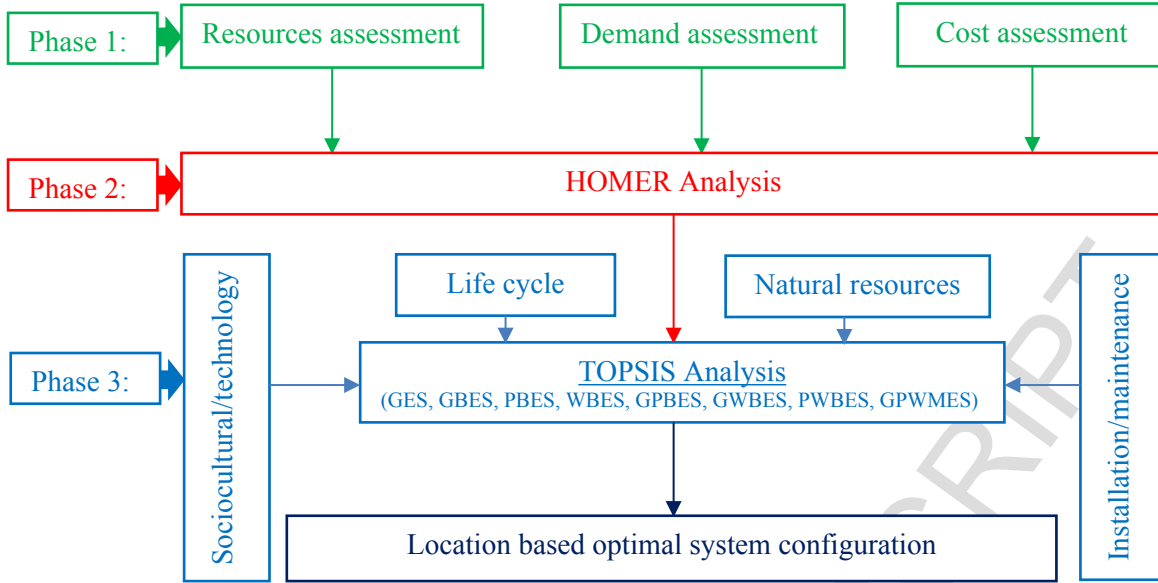 Phase 1:
Resources assessment
Demand assessment
Cost assessment
Phase 2:
HOMER Analysis
Phase 3:
Sociocultural/technology
Life cycle
Natural resources
Installation/maintenance
TOPSIS Analysis
(GES, GBES, PBES, WBES, GPBES, GWBES, PWBES, GPWMES)
Location based optimal system configuration
CRIPT